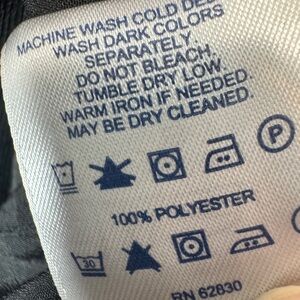 MACHINE WASH COLD DE
WASH DARK COLORS
SEPARATELY.
DO NOT BLEACH.
TUMBLE DRY LOW.
WARM IRON IF NEEDED.
MAY BE DRY CLEANED.
P
100% POLYESTER
30
RN 62830